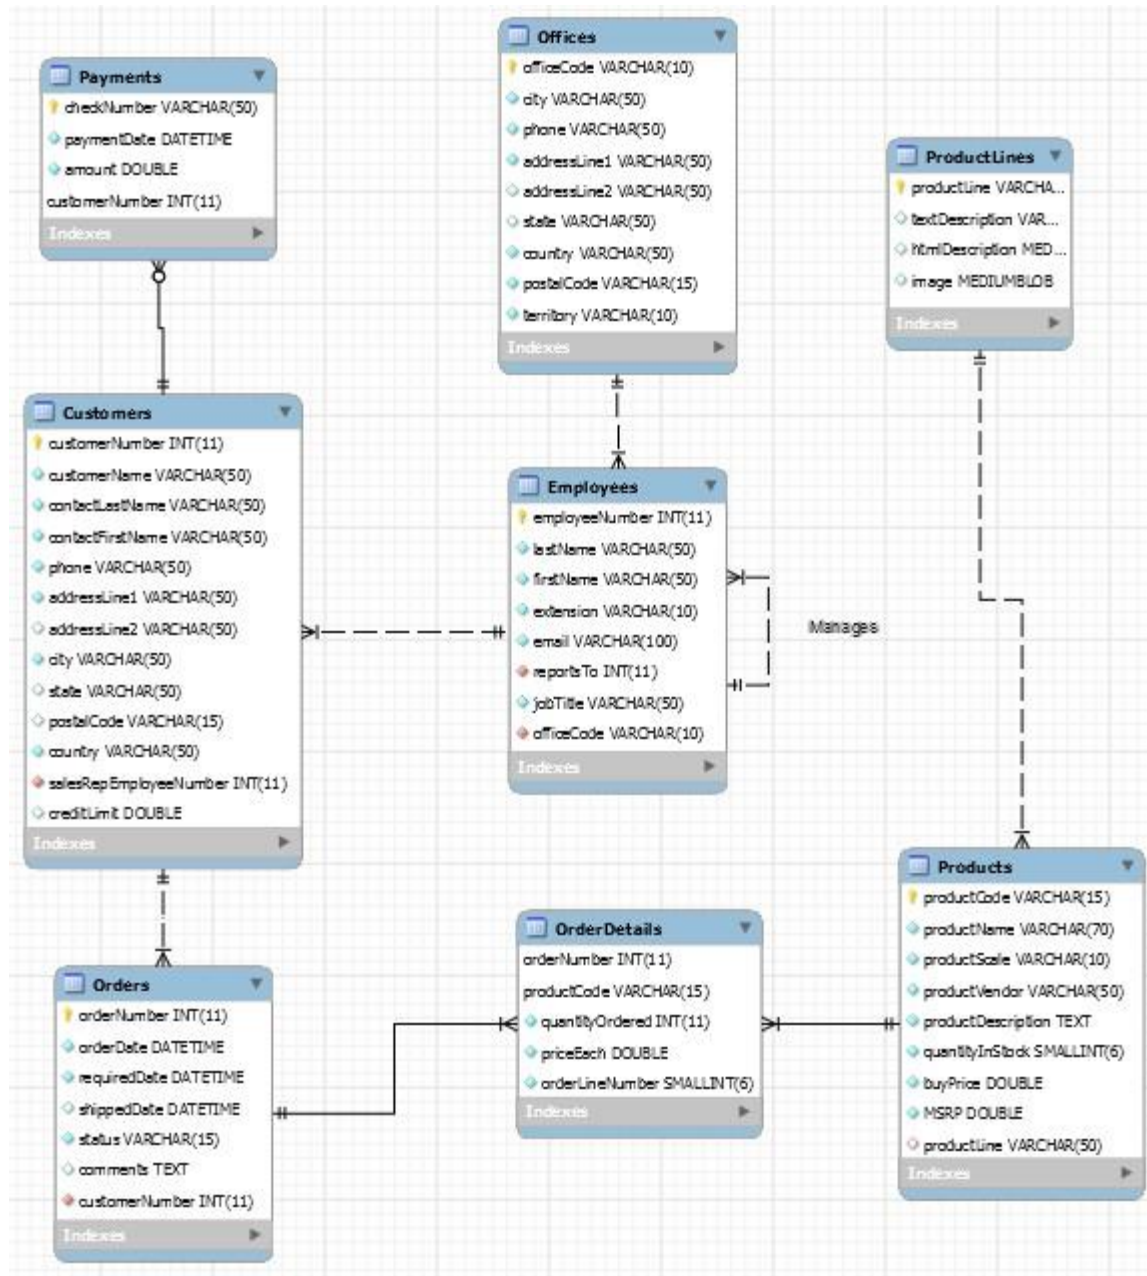 Payments
checkNumber VARCHAR(50)
paymentDate DATETIME
amount DOUBLE
customerNumber INT(11)
Indexes
Offices
officeCode VARCHAR(10)
city VARCHAR(50)
phone VARCHAR(50)
addressLine1 VARCHAR(50)
addressLine2 VARCHAR(50)
state VARCHAR(50)
country VARCHAR(50)
postalCode VARCHAR(15)
territory VARCHAR(10)
Indexes
ProductLines
productLine VARCHA...
textDescription VAR...
htmlDescription MED...
image MEDIUMBLOB
Indexes
Customers
customerNumber INT(11)
customerName VARCHAR(50)
contactLastName VARCHAR(50)
contactFirstName VARCHAR(50)
phone VARCHAR(50)
addressLine1 VARCHAR(50)
addressLine2 VARCHAR(50)
city VARCHAR(50)
state VARCHAR(50)
postalCode VARCHAR(15)
country VARCHAR(50)
salesRepEmployeeNumber INT(11)
creditLimit DOUBLE
Indexes
Employees
employeeNumber INT(11)
lastName VARCHAR(50)
firstName VARCHAR(50)
extension VARCHAR(10)
email VARCHAR(100)
reportsTo INT(11)
jobTitle VARCHAR(50)
officeCode VARCHAR(10)
Indexes
Manages
Orders
orderNumber INT(11)
orderDate DATETIME
requiredDate DATETIME
shippedDate DATETIME
status VARCHAR(15)
comments TEXT
customerNumber INT(11)
Indexes
OrderDetails
orderNumber INT(11)
productCode VARCHAR(15)
quantityOrdered INT(11)
priceEach DOUBLE
orderLineNumber SMALLINT(6)
Indexes
Products
productCode VARCHAR(15)
productName VARCHAR(70)
productScale VARCHAR(10)
productVendor VARCHAR(50)
productDescription TEXT
quantityInStock SMALLINT(6)
buyPrice DOUBLE
MSRP DOUBLE
productLine VARCHAR(50)
Indexes